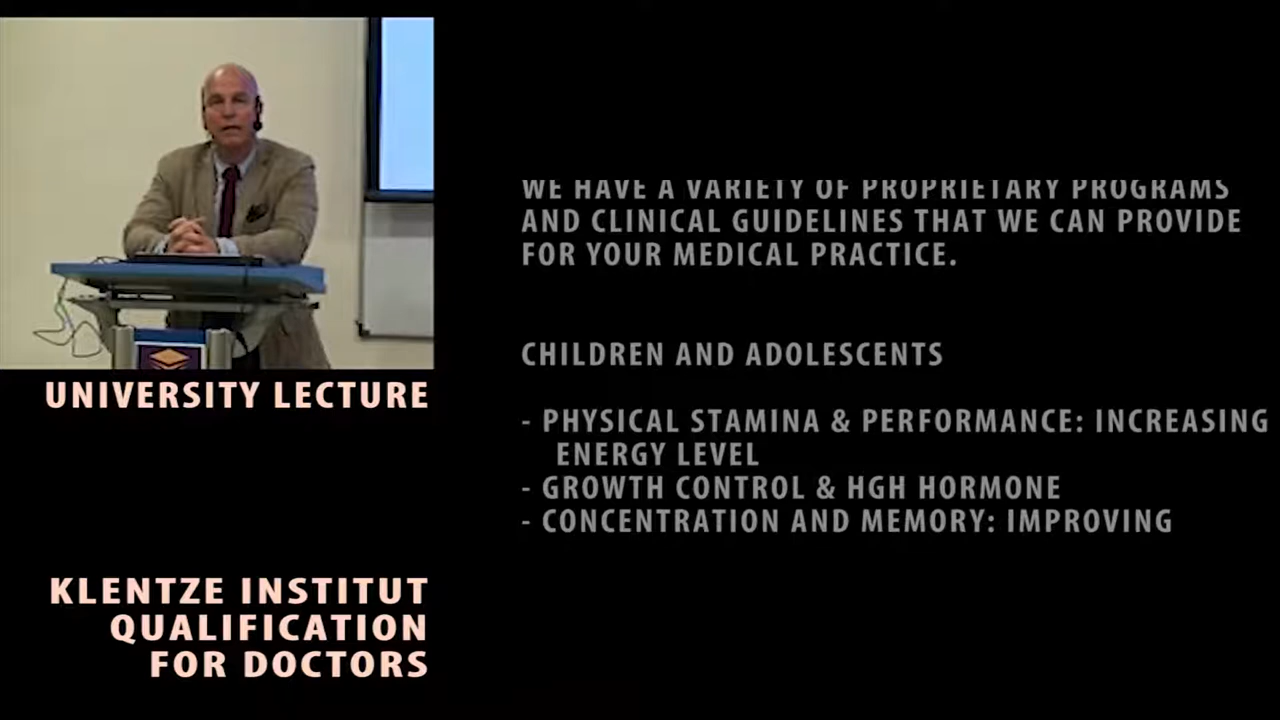 WE HAVE A VARIETY OF PROPRIETARY PROGRAMS
AND CLINICAL GUIDELINES THAT WE CAN PROVIDE
FOR YOUR MEDICAL PRACTICE.
CHILDREN AND ADOLESCENTS
- PHYSICAL STAMINA & PERFORMANCE: INCREASING
ENERGY LEVEL
- GROWTH CONTROL & HGH HORMONE
- CONCENTRATION AND MEMORY: IMPROVING
UNIVERSITY LECTURE
KLENTZE INSTITUT
QUALIFICATION
FOR DOCTORS